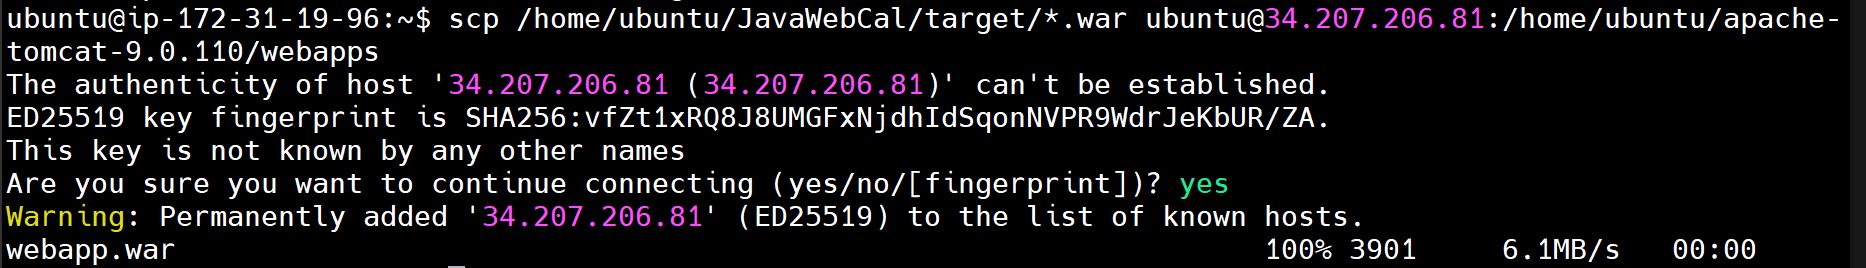 ubuntu@ip-172-31-19-96:~$ scp /home/ubuntu/JavaWebCal/target/*.war ubuntu@34.207.206.81:/home/ubuntu/apache-
tomcat-9.0.110/webapps
The authenticity of host '34.207.206.81 (34.207.206.81)' can't be established.
ED25519 key fingerprint is SHA256:vfZt1xRQ8J8UMGFxNjdhIdSqonNVPR9WdrJeKbUR/ZA.
This key is not known by any other names
Are you sure you want to continue connecting (yes/no/[fingerprint])? yes
Warning: Permanently added '34.207.206.81' (ED25519) to the list of known hosts.
webapp.war 100% 3901 6.1MB/s 00:00